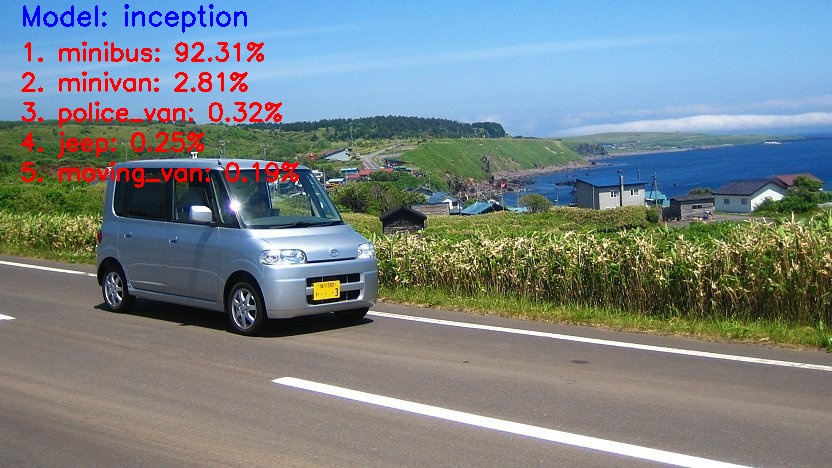 Model: inception
1. minibus: 92.31%
2. minivan: 2.81%
3. police_van: 0.32%
4. jeep: 0.25%
5. moving_van: 0.19%
3